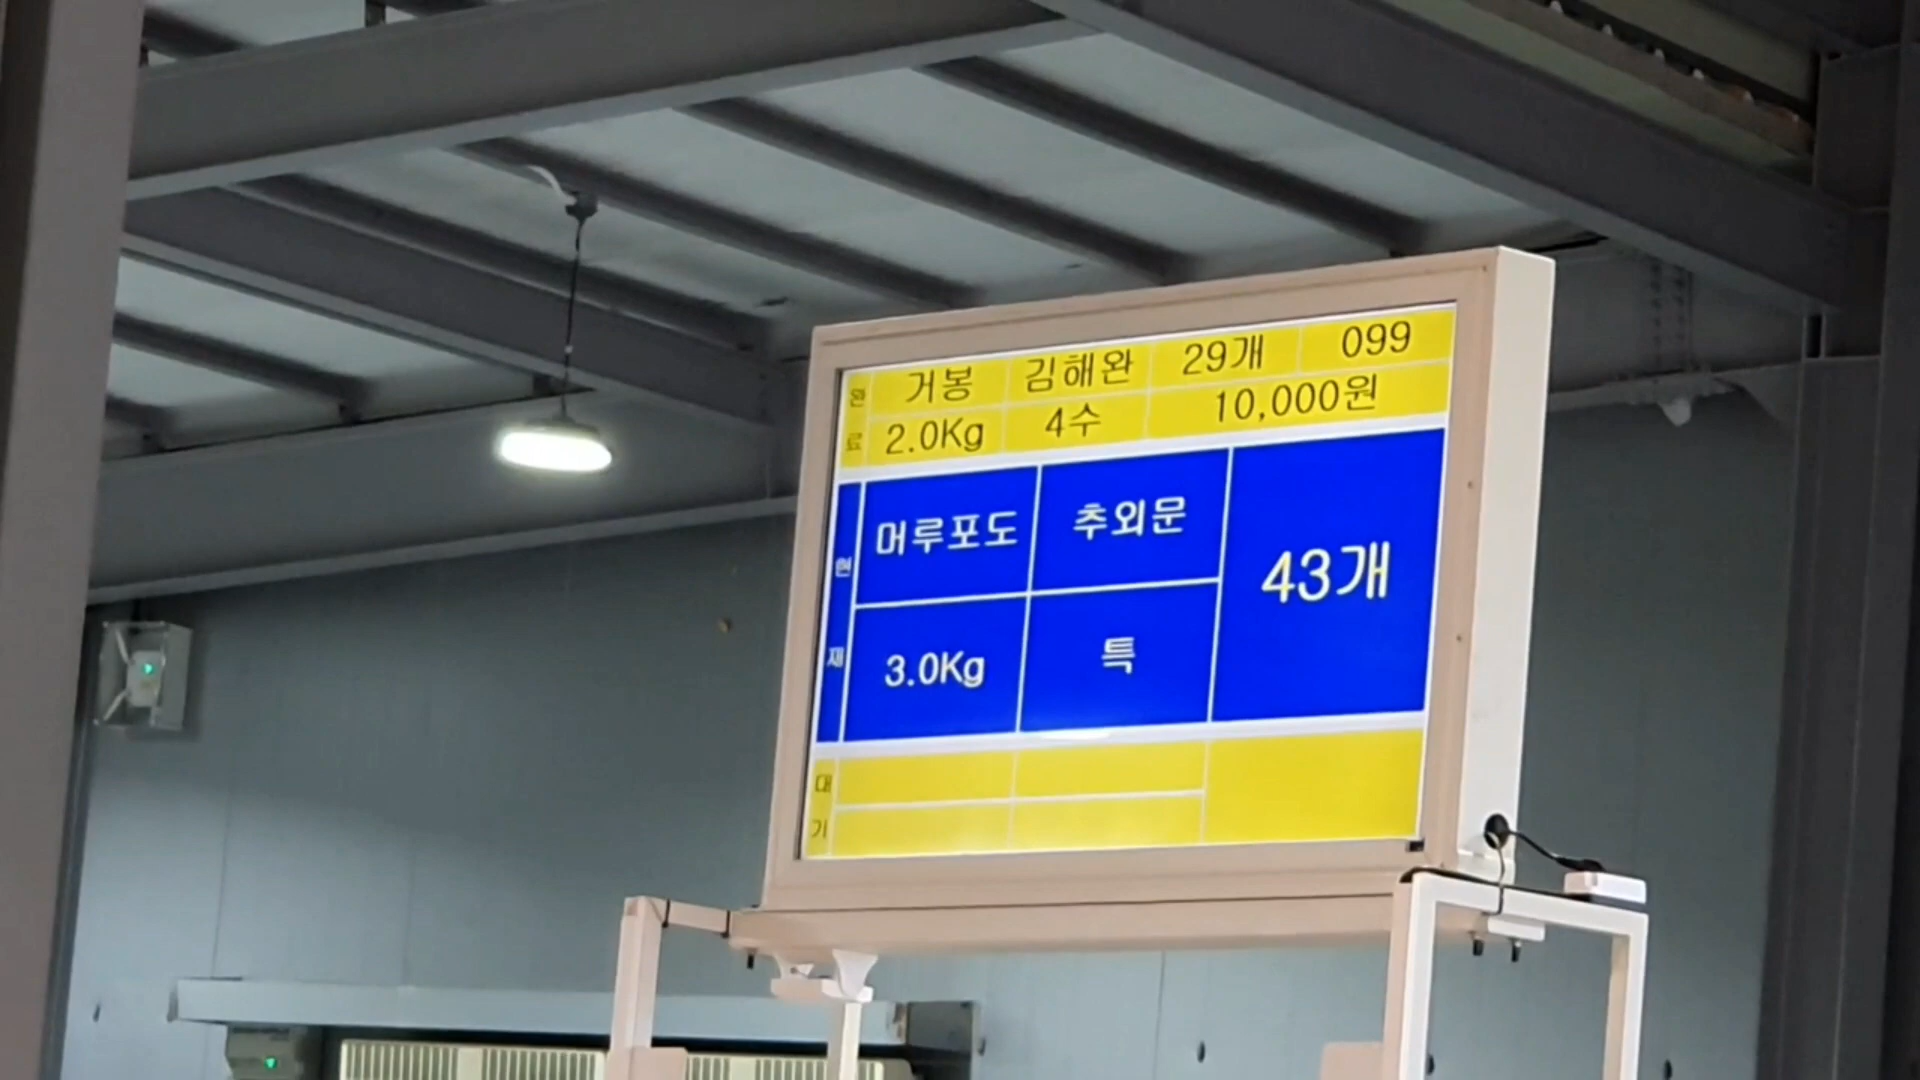 완료
거봉 김해완 29개 099
2.0Kg 4수 10,000원
현재
머루포도 추외문 43개
3.0Kg 특
대기